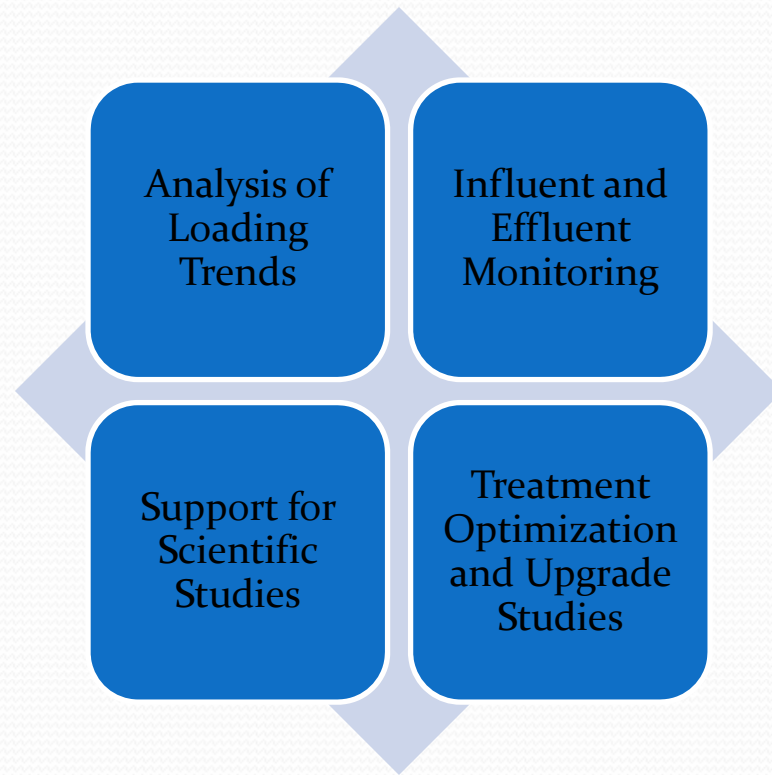 Analysis of
Loading
Trends
Influent and
Effluent
Monitoring
Support for
Scientific
Studies
Treatment
Optimization
and Upgrade
Studies